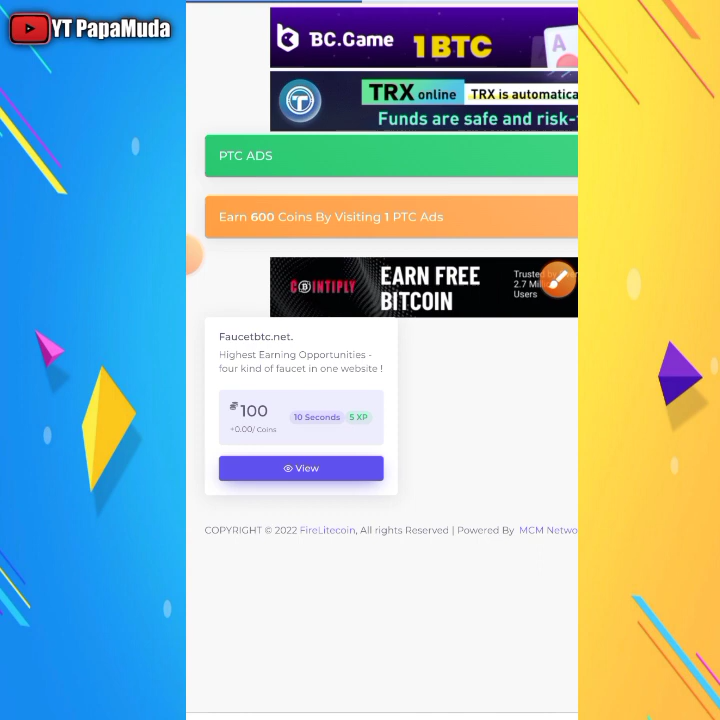 YT PapaMuda
BC.Game 1 BTC
TRX online TRX is automatica
Funds are safe and risk-
PTC ADS
Earn 600 Coins By Visiting 1 PTC Ads
COINTIPLY
EARN FREE
BITCOIN
Trusted by
2.7 Mil
Users
Faucetbtc.net.
Highest Earning Opportunities -
four kind of faucet in one website !
100
10 Seconds 5 XP
+0.00/ Coins
View
COPYRIGHT © 2022 FireLitecoin, All rights Reserved | Powered By MCM Netwo